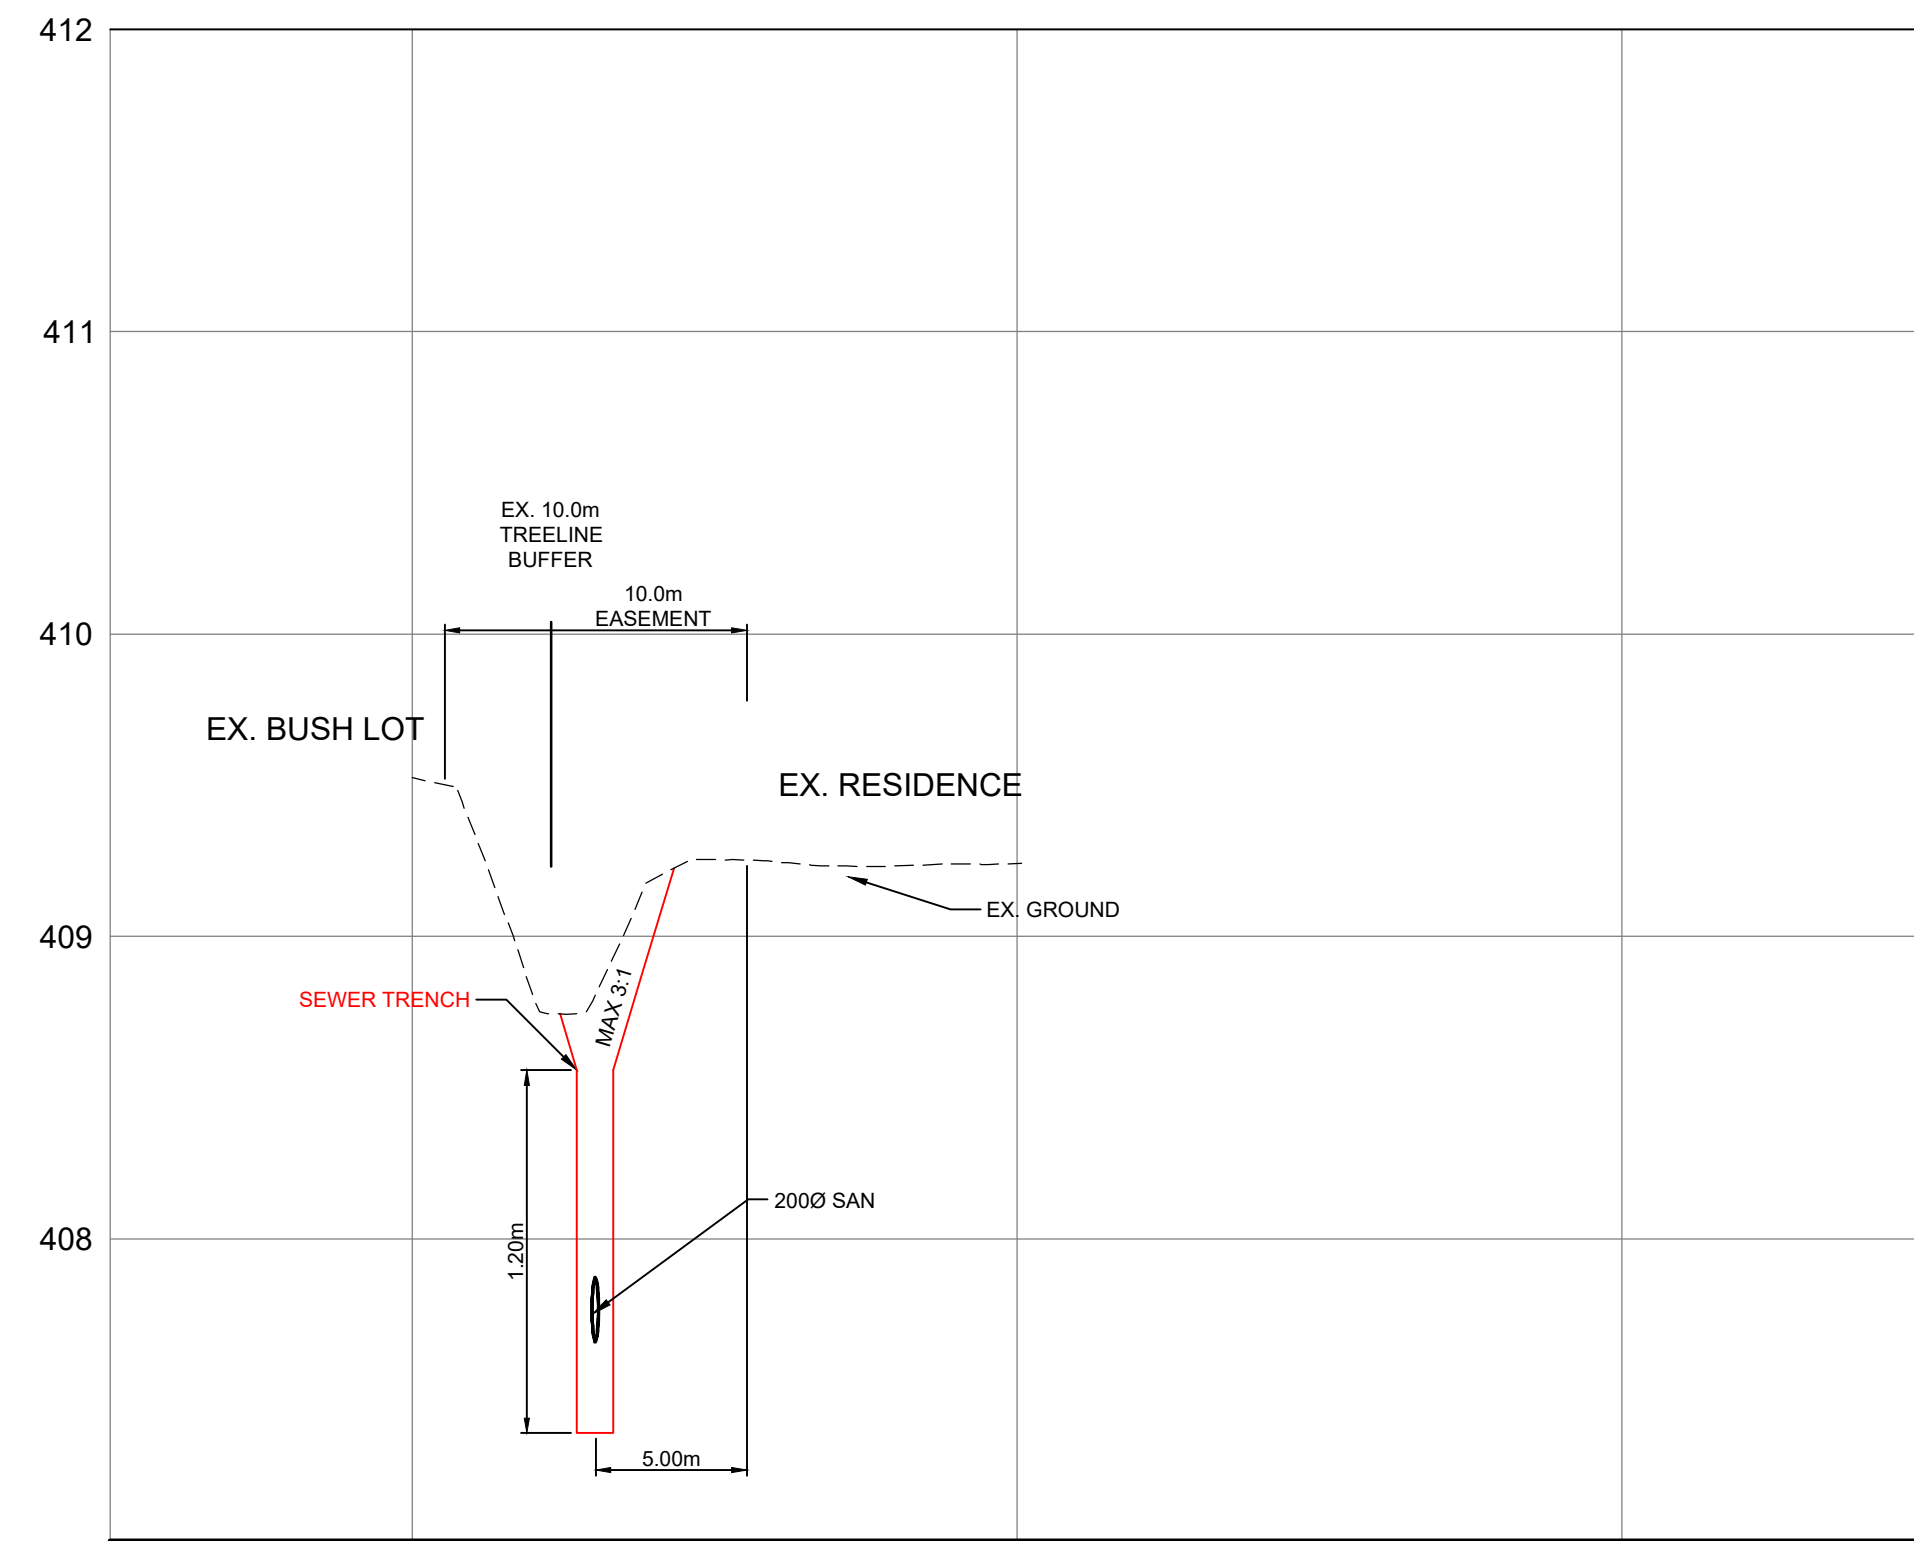 412
411
EX. 10.0m
TREELINE
BUFFER
10.0m
EASEMENT
410
EX. BUSH LOT
EX. RESIDENCE
EX. GROUND
409
MAX 3:1
SEWER TRENCH
200Ø SAN
408
1.20m
5.00m